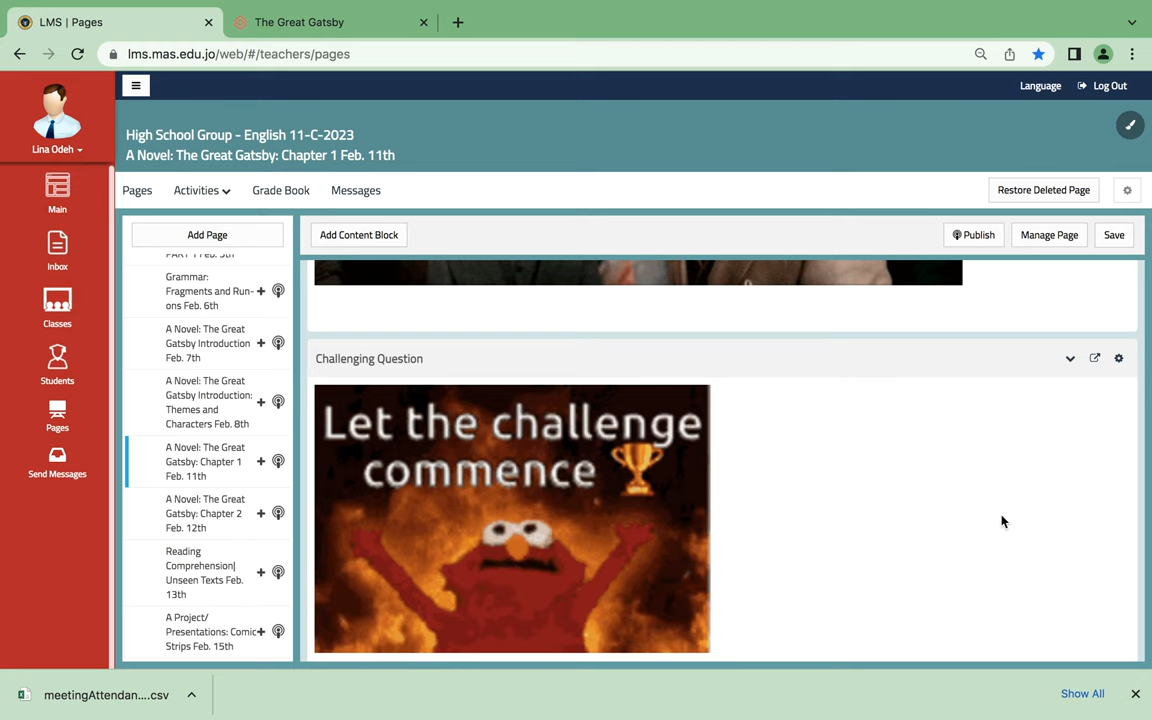 LMS | Pages
The Great Gatsby
lms.mas.edu.jo/web/#/teachers/pages
Language
Log Out
Lina Odeh
High School Group - English 11-C-2023
A Novel: The Great Gatsby: Chapter 1 Feb. 11th
Pages
Activities
Grade Book
Messages
Restore Deleted Page
Main
Inbox
Classes
Students
Pages
Send Messages
Add Page
PART 1 Feb. 5th
Grammar:
Fragments and Run-
ons Feb. 6th
A Novel: The Great
Gatsby Introduction
Feb. 7th
A Novel: The Great
Gatsby Introduction:
Themes and
Characters Feb. 8th
A Novel: The Great
Gatsby: Chapter 1
Feb. 11th
A Novel: The Great
Gatsby: Chapter 2
Feb. 12th
Reading
Comprehension|
Unseen Texts Feb.
13th
A Project/
Presentations: Comic
Strips Feb. 15th
Add Content Block
Publish
Manage Page
Save
Challenging Question
Let the challenge
commence
meetingAttendan....csv
Show All